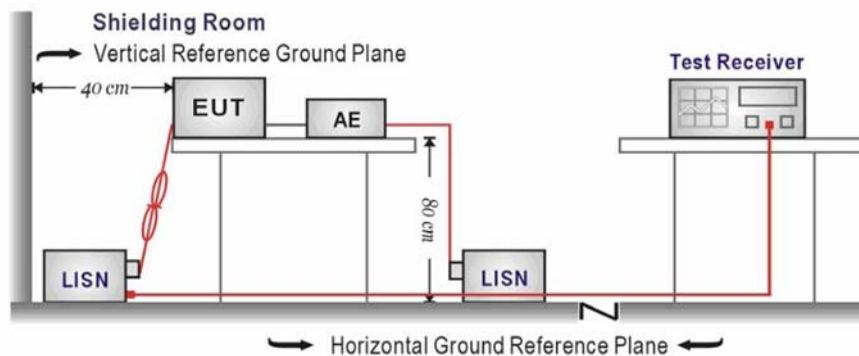 Shielding Room
Vertical Reference Ground Plane
Test Receiver
40 cm
EUT
AE
80 cm
LISN
LISN
Horizontal Ground Reference Plane